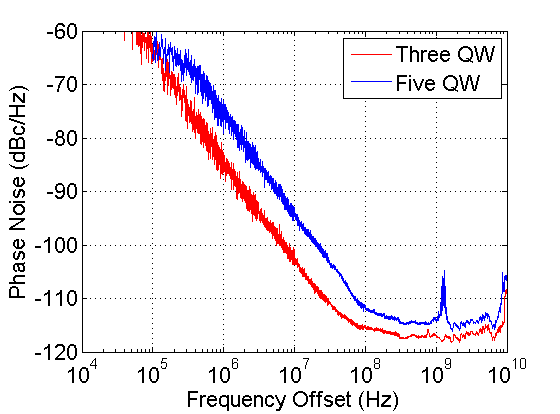 -60
-70
-80
-90
-100
-110
-120
Phase Noise (dBc/Hz)
Three QW
Five QW
10^4 10^5 10^6 10^7 10^8 10^9 10^10
Frequency Offset (Hz)